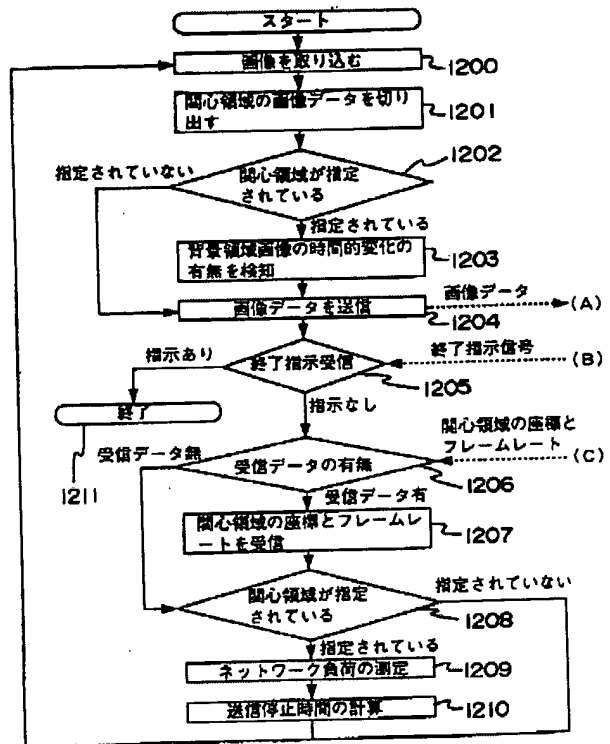 スタート
画像を取り込む
1200
関心領域の画像データを切り
出す
1201
1202
指定されていない
関心領域が指定
されている
指定されている
背景領域画像の時間的変化の
有無を検知
1203
画像データを送信
1204
画像データ
(A)
指示あり
終了指示受信
終了指示信号
(B)
1205
終了
1211
指示なし
関心領域の座標と
フレームレート
(C)
受信データ無
受信データの有無
1206
受信データ有
関心領域の座標とフレームレ
ートを受信
1207
指定されていない
関心領域が指定
されている
1208
指定されている
ネットワーク負荷の測定
1209
送信停止時間の計算
1210